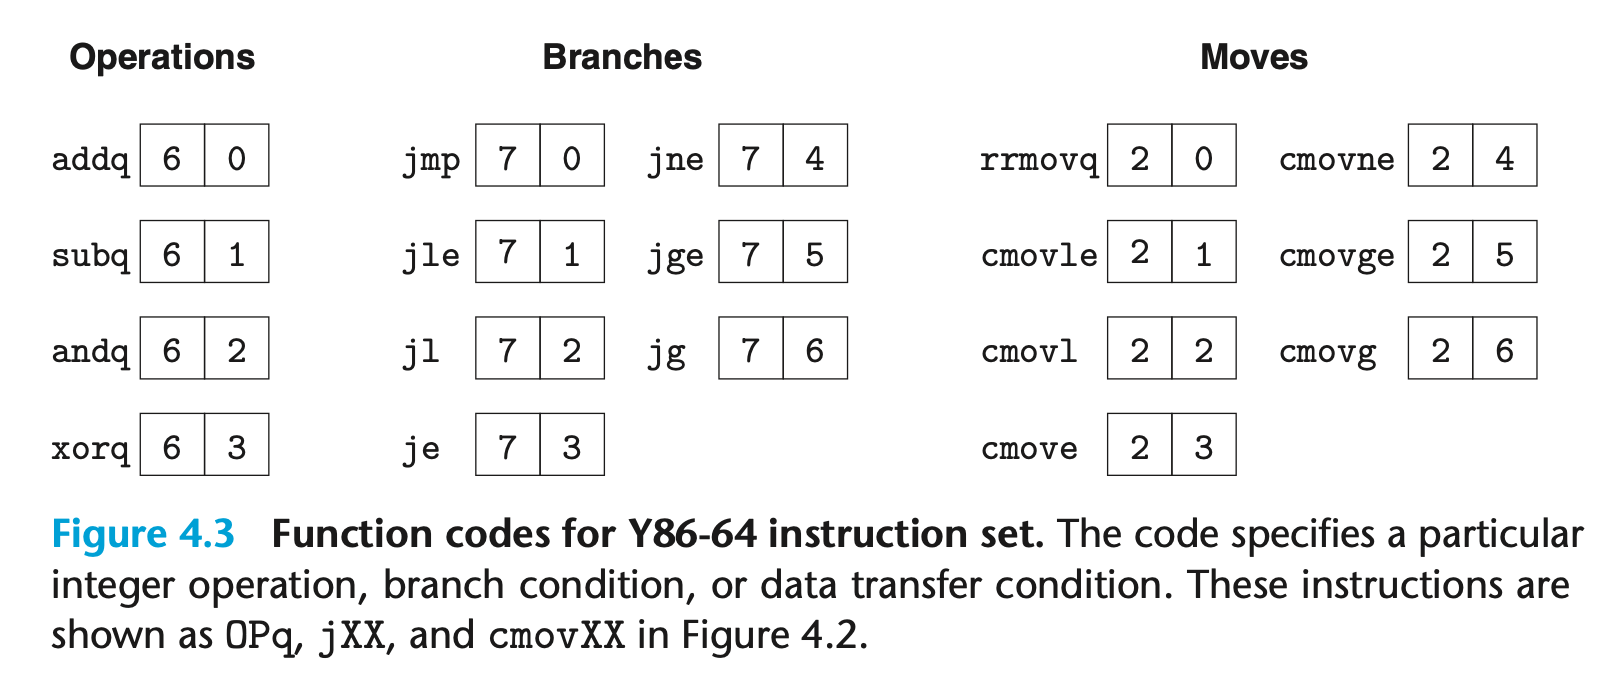 Operations Branches Moves
addq 6 0 jmp 7 0 jne 7 4 rrmovq 2 0 cmovne 2 4
subq 6 1 jle 7 1 jge 7 5 cmovle 2 1 cmovge 2 5
andq 6 2 jl 7 2 jg 7 6 cmovl 2 2 cmovg 2 6
xorq 6 3 je 7 3 cmove 2 3
Figure 4.3 Function codes for Y86-64 instruction set. The code specifies a particular
integer operation, branch condition, or data transfer condition. These instructions are
shown as OPq, jXX, and cmovXX in Figure 4.2.